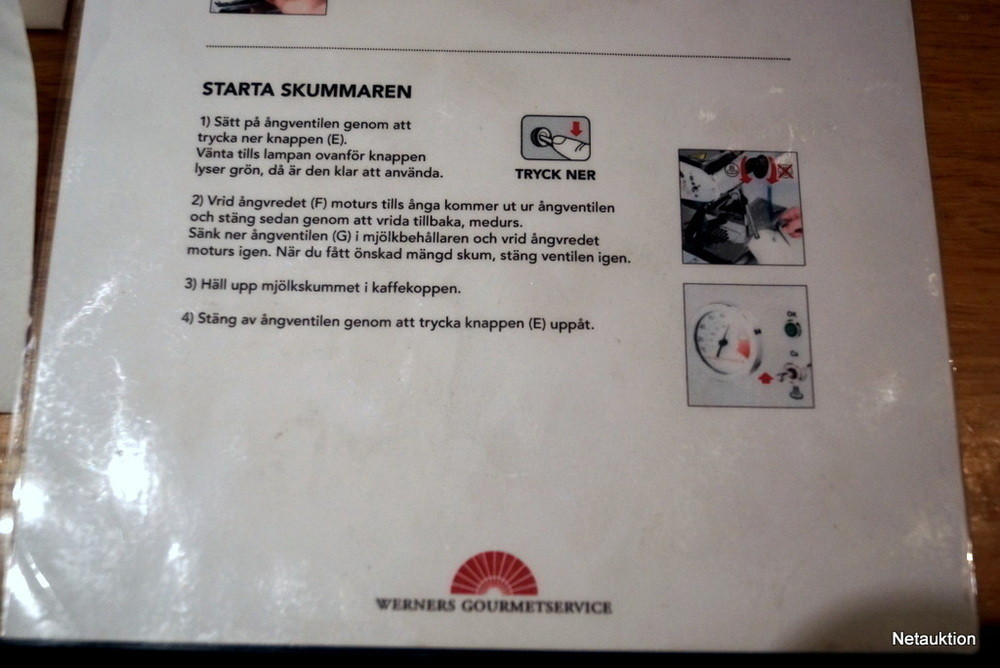 STARTA SKUMMAREN
1) Sätt på ångventilen genom att
trycka ner knappen (E).
Vänta tills lampan ovanför knappen
lyser grön, då är den klar att använda.
TRYCK NER
2) Vrid ångvredet (F) moturs tills ånga kommer ut ur ångventilen
och stäng sedan genom att vrida tillbaka, medurs.
Sänk ner ångventilen (G) i mjölkbehållaren och vrid ångvredet
moturs igen. När du fått önskad mängd skum, stäng ventilen igen.
3) Häll upp mjölkskummet i kaffekoppen.
4) Stäng av ångventilen genom att trycka knappen (E) uppåt.
OK
WERNERS GOURMETSERVICE
Netauktion